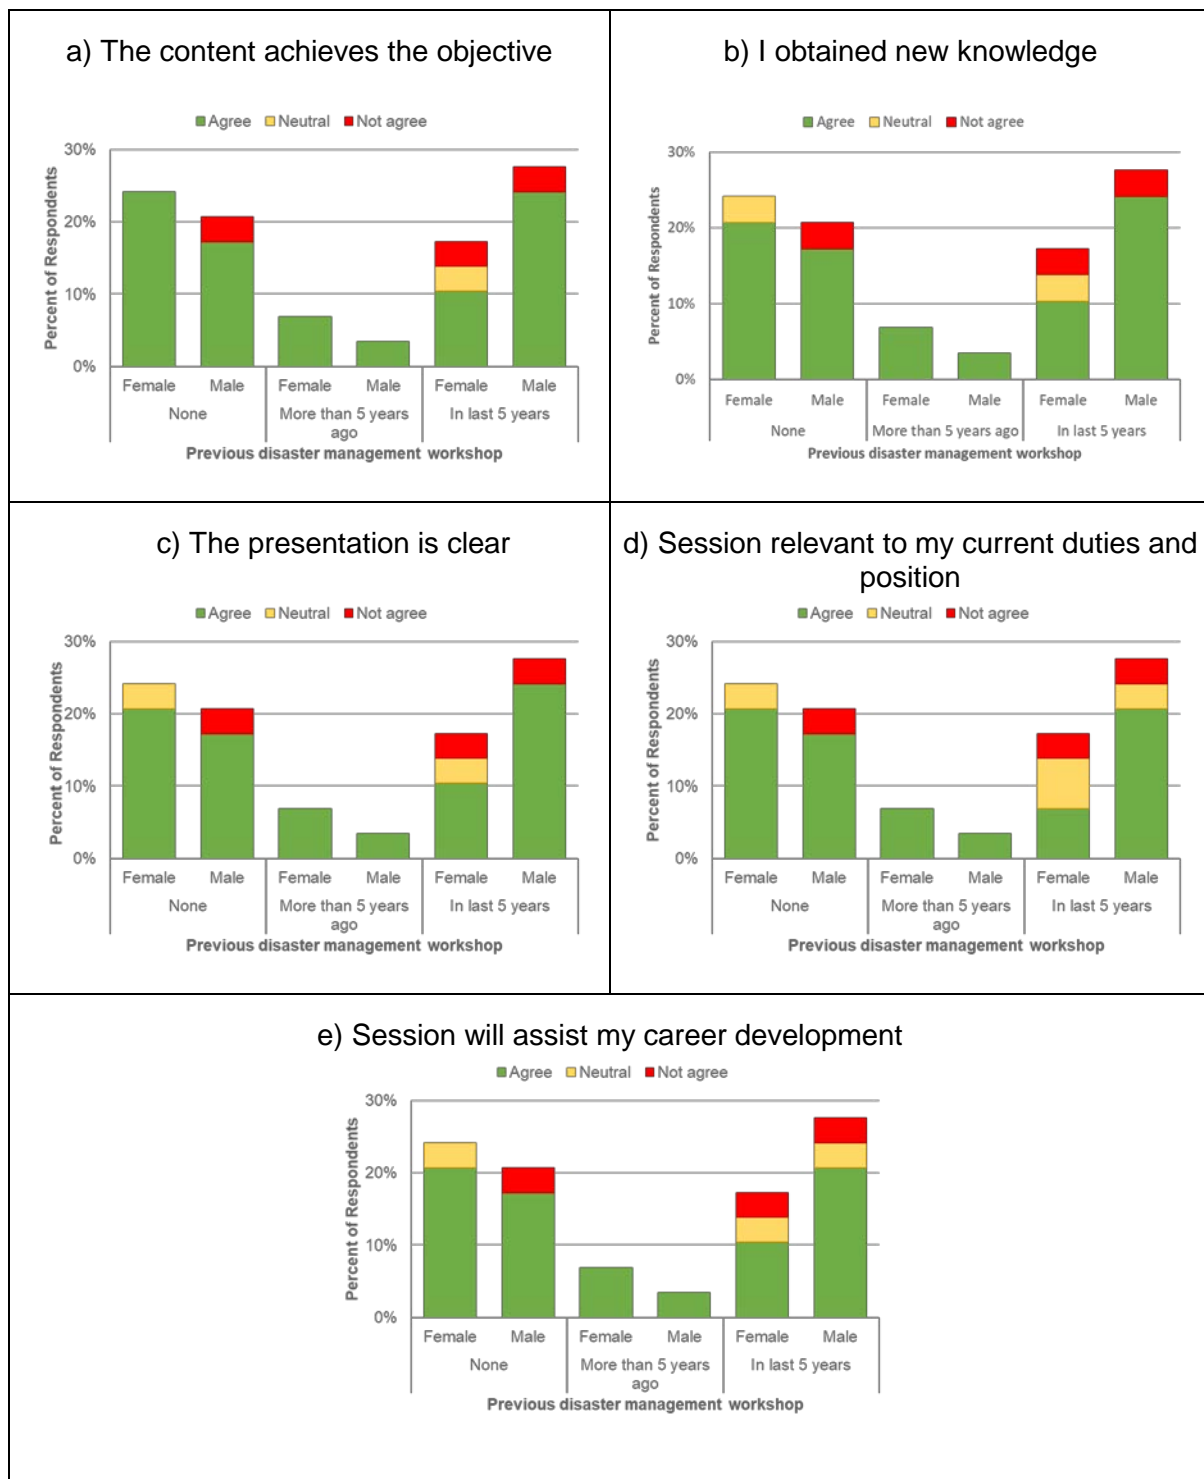 a) The content achieves the objective
Agree Neutral Not agree
Percent of Respondents
30%
20%
10%
0%
Female Male Female Male Female Male
None More than 5 years ago In last 5 years
Previous disaster management workshop
b) I obtained new knowledge
Agree Neutral Not agree
Percent of Respondents
30%
20%
10%
0%
Female Male Female Male Female Male
None More than 5 years ago In last 5 years
Previous disaster management workshop
c) The presentation is clear
Agree Neutral Not agree
Percent of Respondents
30%
20%
10%
0%
Female Male Female Male Female Male
None More than 5 years ago In last 5 years
Previous disaster management workshop
d) Session relevant to my current duties and
position
Agree Neutral Not agree
Percent of Respondents
30%
20%
10%
0%
Female Male Female Male Female Male
None More than 5 years ago In last 5 years
Previous disaster management workshop
e) Session will assist my career development
Agree Neutral Not agree
Percent of Respondents
30%
20%
10%
0%
Female Male Female Male Female Male
None More than 5 years ago In last 5 years
Previous disaster management workshop